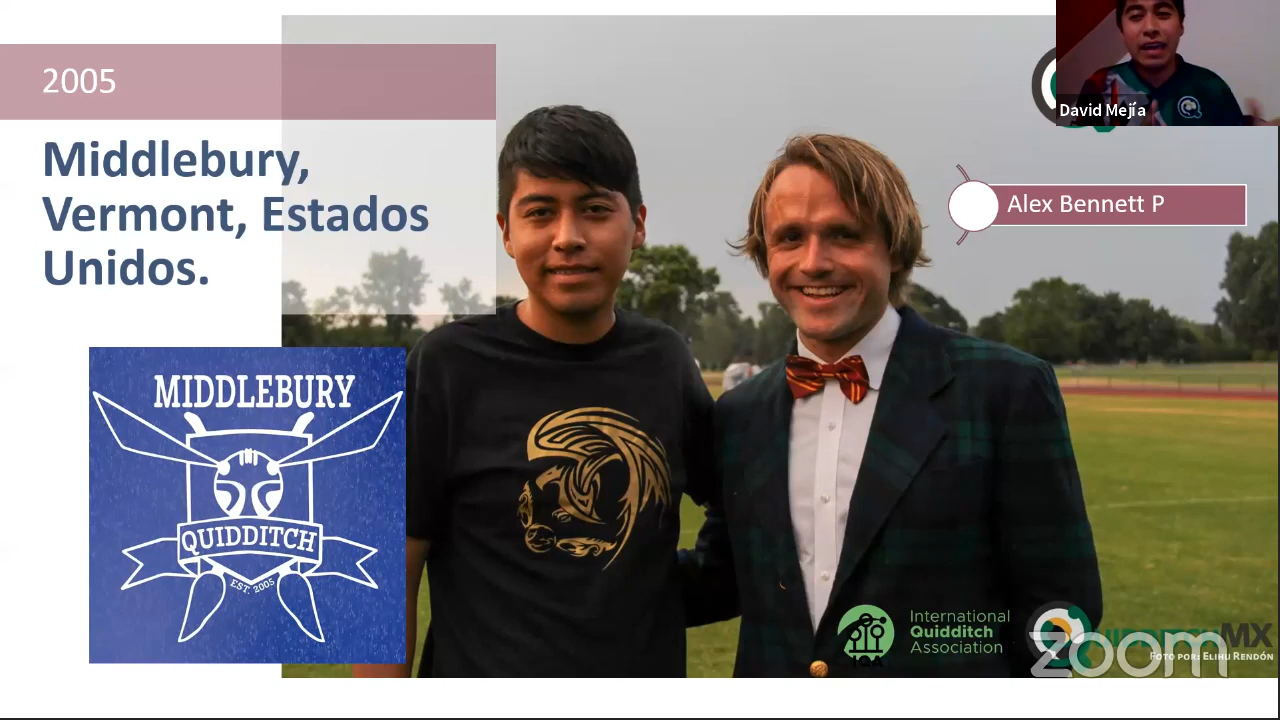 2005
Middlebury,
Vermont, Estados
Unidos.
David Mejía
Alex Bennett P
MIDDLEBURY
QUIDDITCH
EST. 2005
International
Quidditch
Association
IQA
MX
zoom
FOTO POR: ELIHU RENDÓN